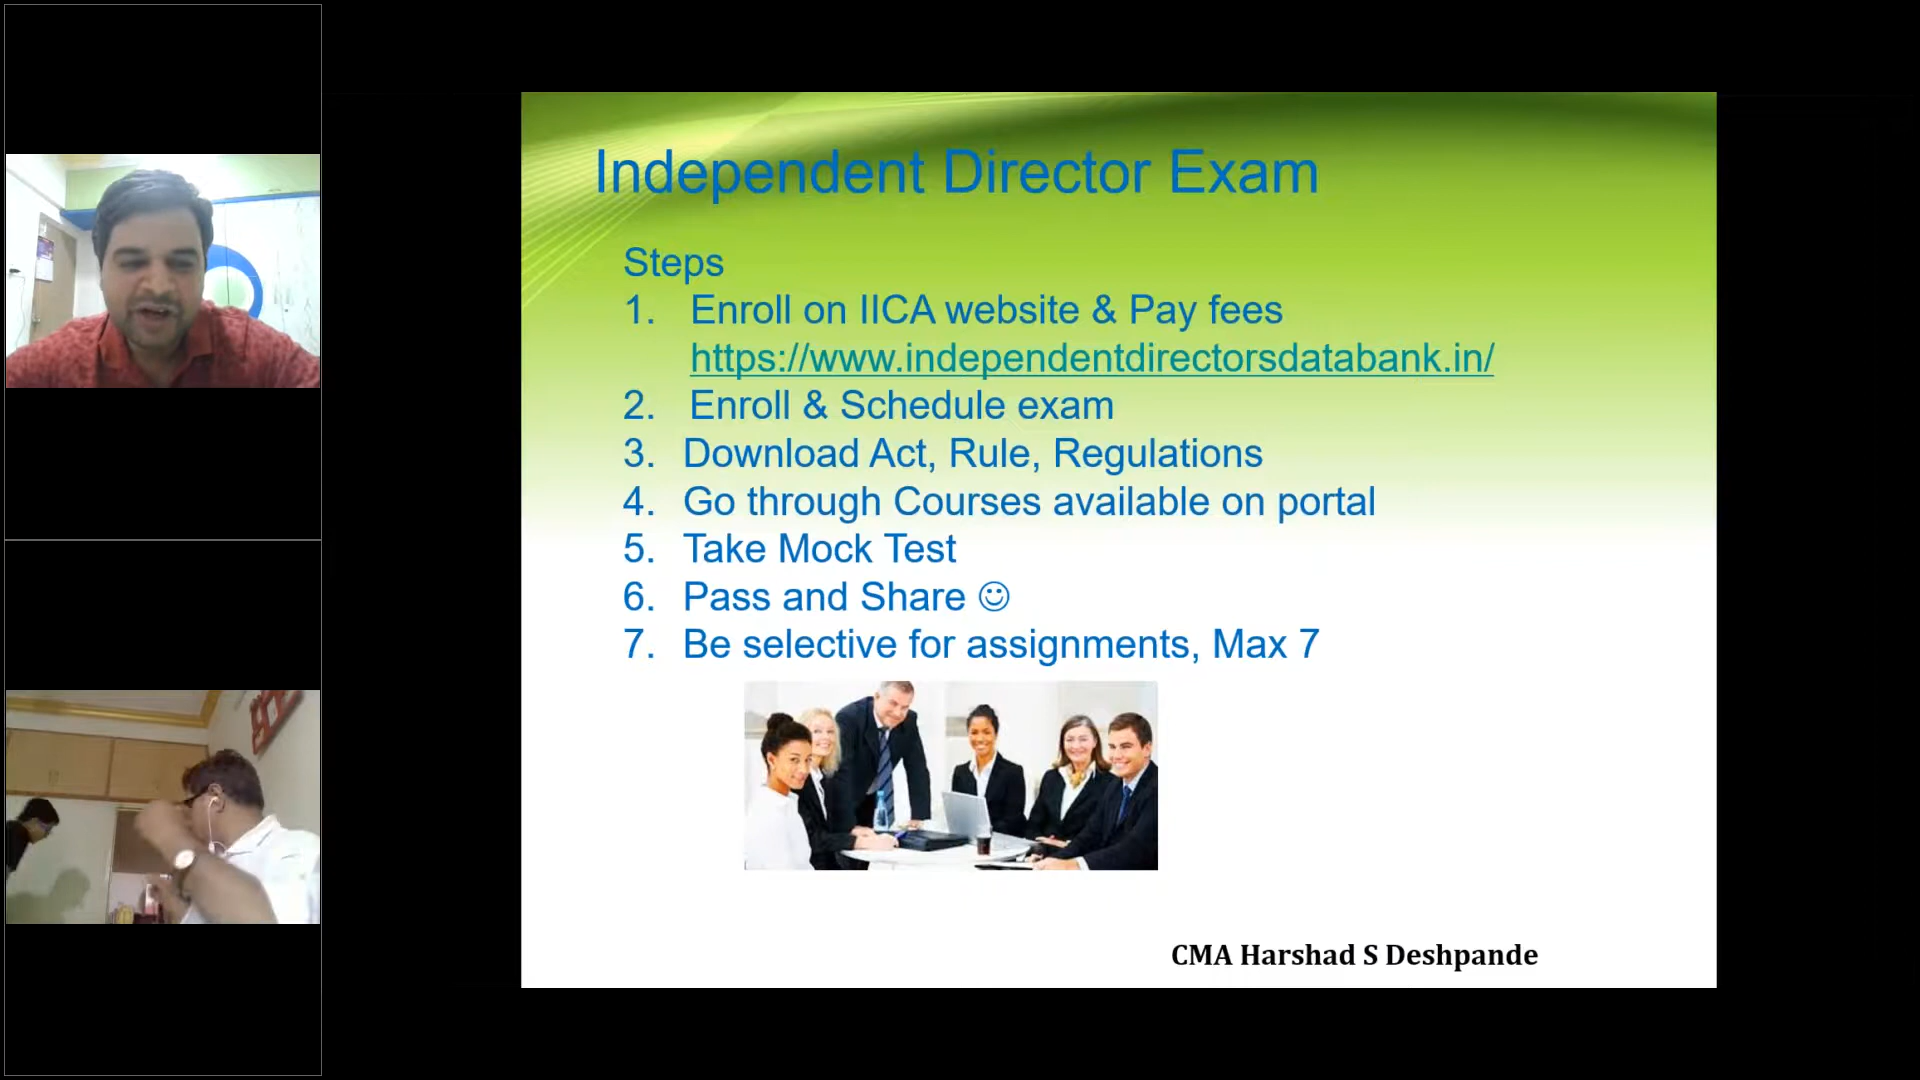 Independent Director Exam
Steps
1. Enroll on IICA website & Pay fees
https://www.independentdirectorsdatabank.in/
2. Enroll & Schedule exam
3. Download Act, Rule, Regulations
4. Go through Courses available on portal
5. Take Mock Test
6. Pass and Share ☺
7. Be selective for assignments, Max 7
CMA Harshad S Deshpande